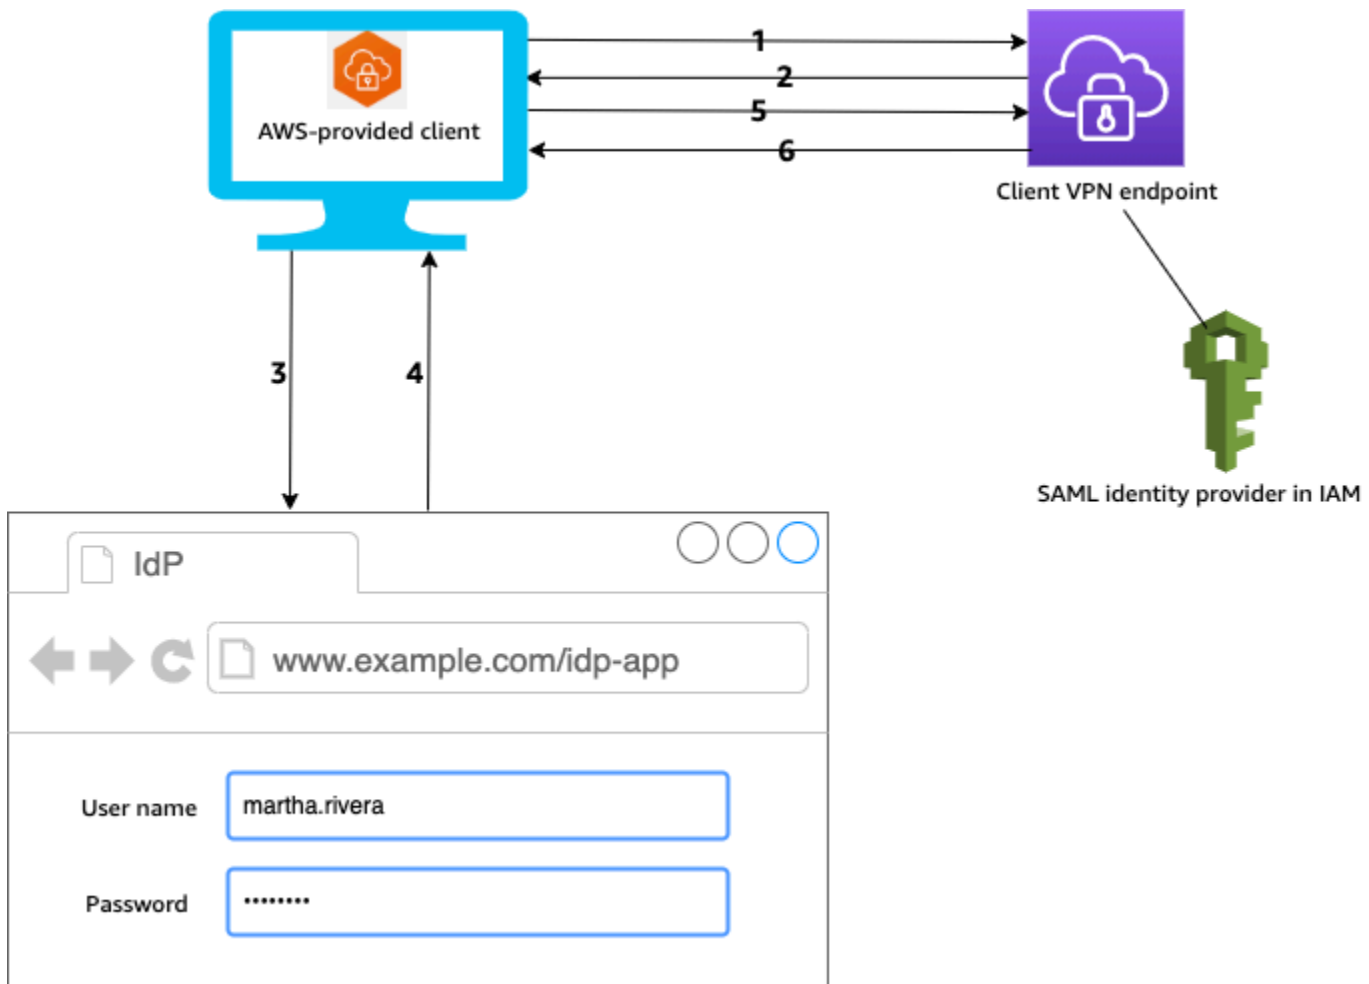 1
2
AWS-provided client
5
6
Client VPN endpoint
3
4
SAML identity provider in IAM
IdP
www.example.com/idp-app
User name
martha.rivera
Password
••••••••